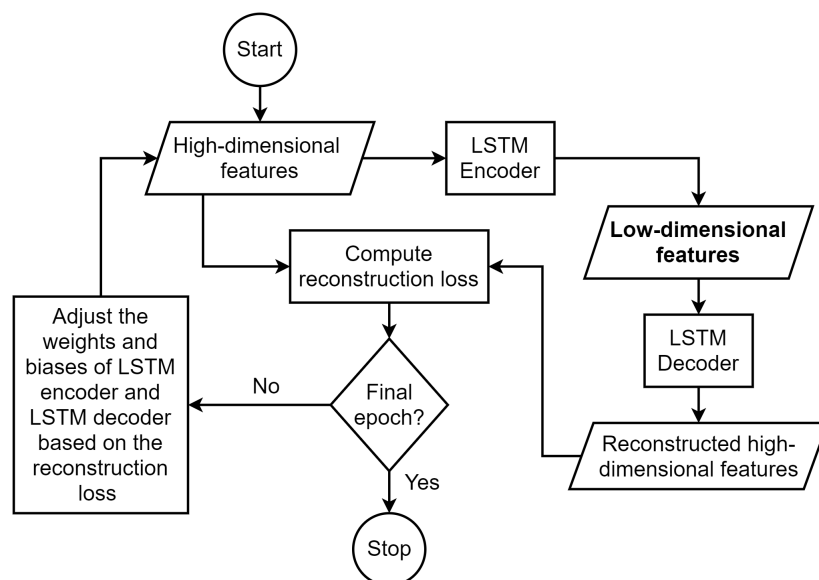 Start
High-dimensional
features
LSTM
Encoder
Low-dimensional
features
Compute
reconstruction loss
LSTM
Decoder
Adjust the
weights and
biases of LSTM
encoder and
LSTM decoder
based on the
reconstruction
loss
No
Final
epoch?
Reconstructed high-
dimensional features
Yes
Stop